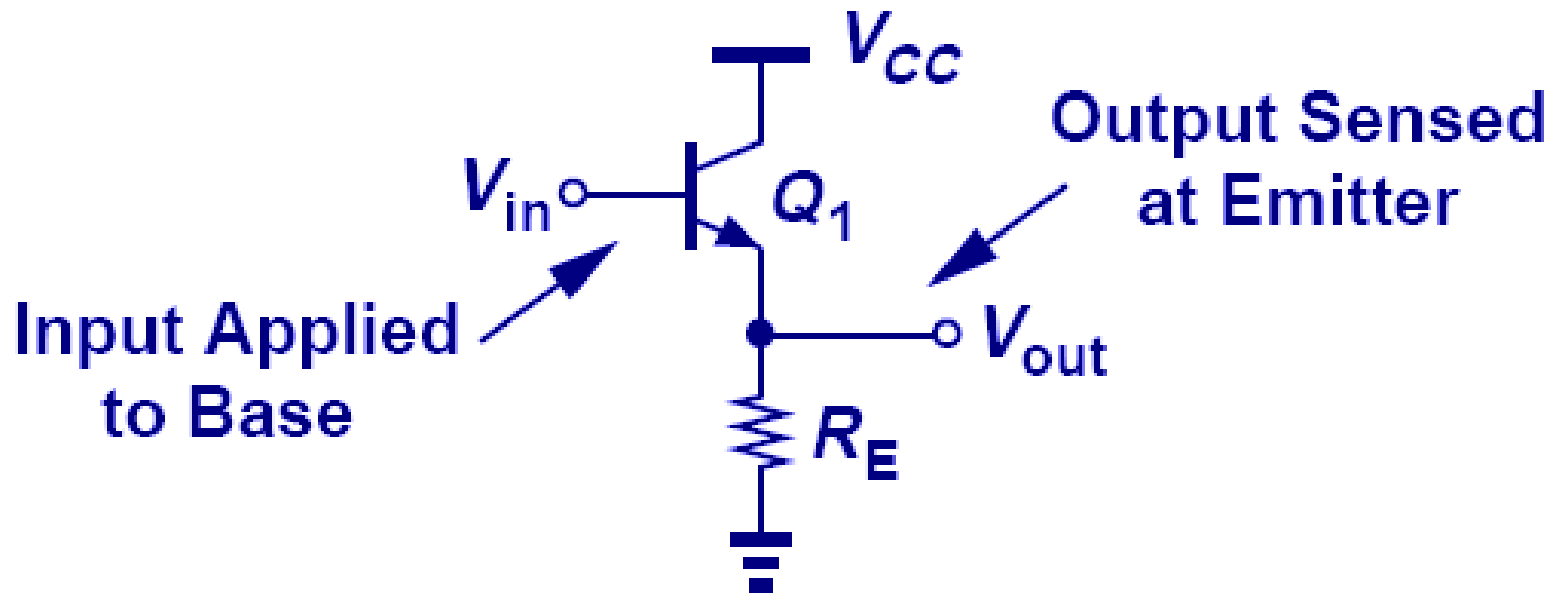 VCC
Output Sensed
at Emitter
Vin
Q1
Input Applied
to Base
Vout
RE